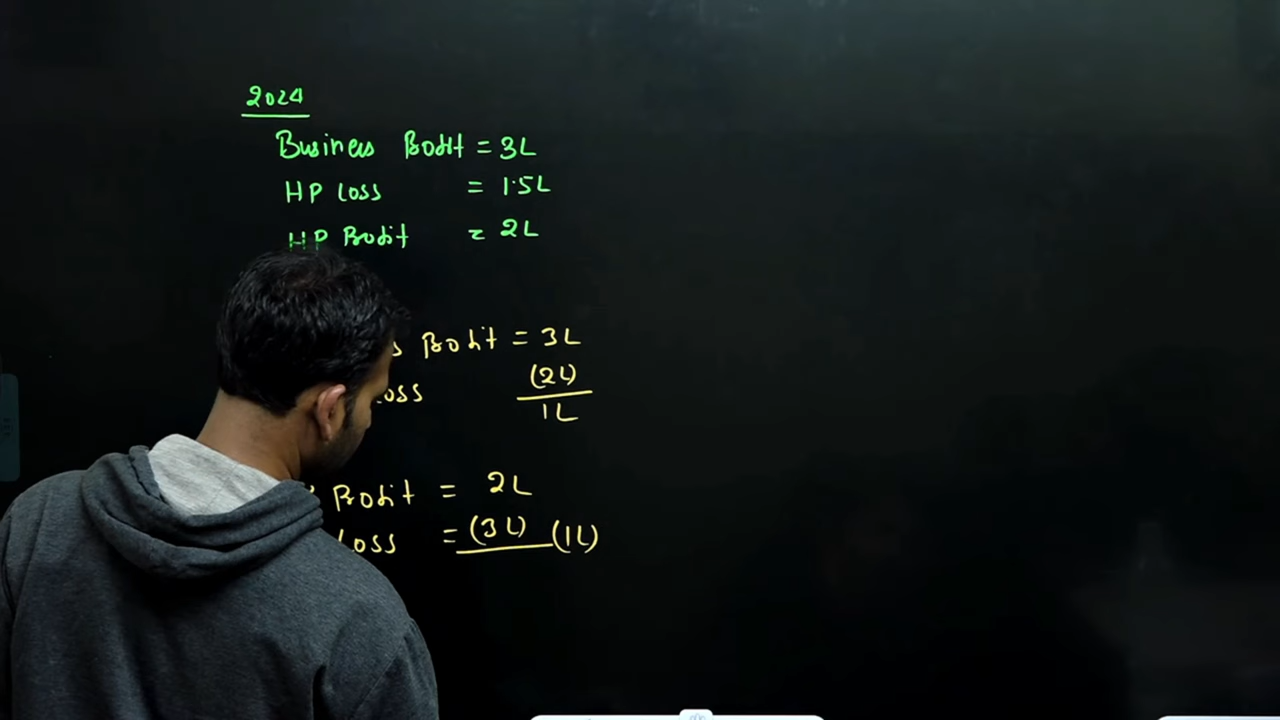 2024
Business Profit = 3L
HP Loss = 1.5L
HP Profit = 2L
Profit = 3L
(2L)
1L
Profit = 2L
Loss = (3L) (1L)